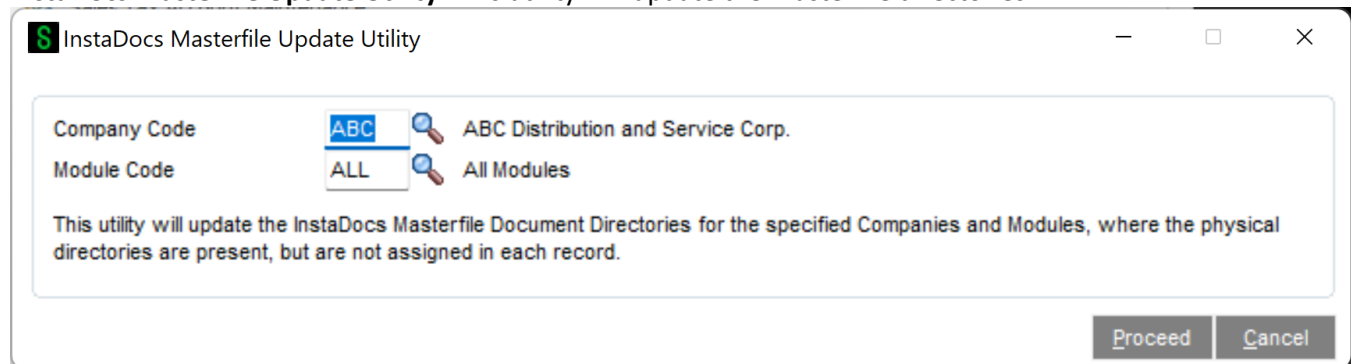 InstaDocs Masterfile Update Utility
Company Code ABC ABC Distribution and Service Corp.
Module Code ALL All Modules
This utility will update the InstaDocs Masterfile Document Directories for the specified Companies and Modules, where the physical
directories are present, but are not assigned in each record.
Proceed Cancel